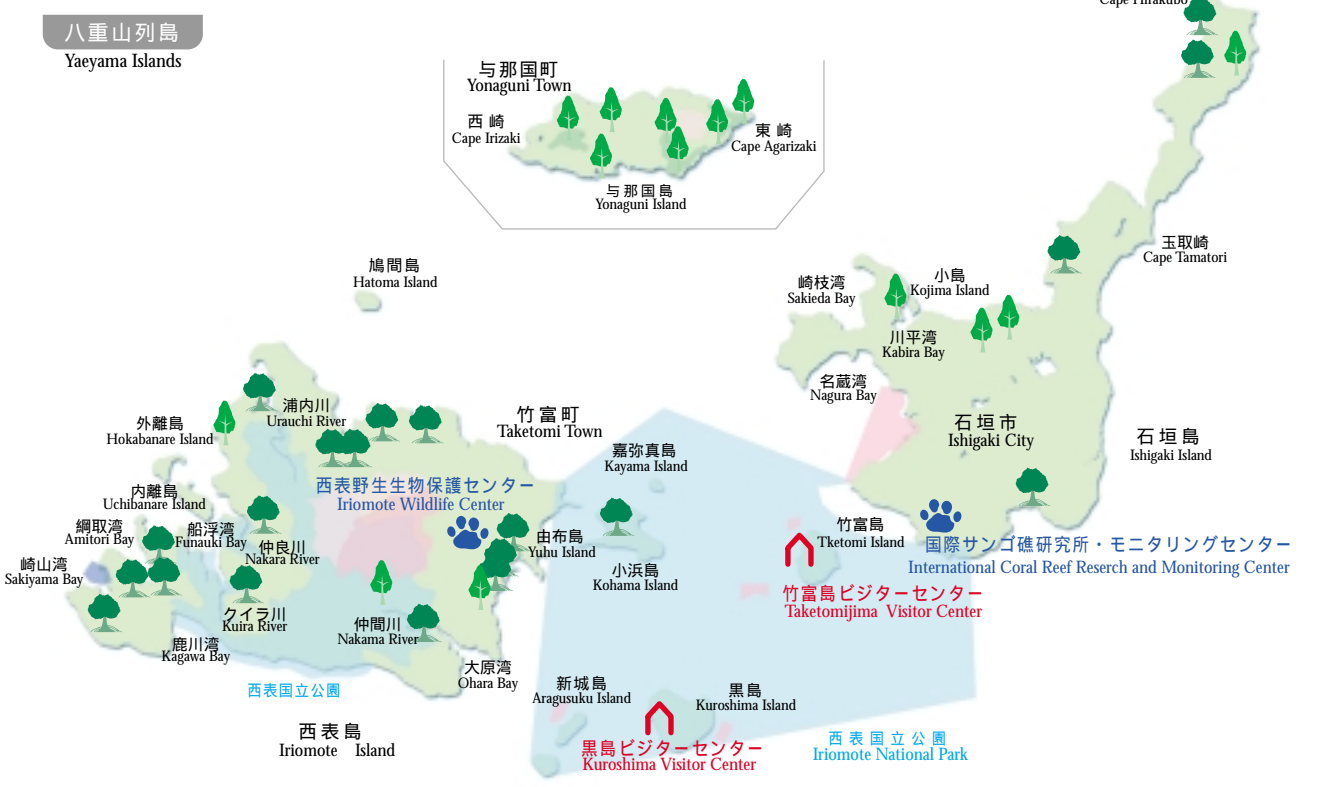 Cape Hirakubo
八重山列島
Yaeyama Islands
与那国町
Yonaguni Town
西崎
Cape Irizaki
東崎
Cape Agarizaki
与那国島
Yonaguni Island
鳩間島
Hatoma Island
玉取崎
Cape Tamatori
崎枝湾
Sakieda Bay
小島
Kojima Island
川平湾
Kabira Bay
名蔵湾
Nagura Bay
石垣市
Ishigaki City
石垣島
Ishigaki Island
浦内川
Urauchi River
外離島
Hokabanare Island
竹富町
Taketomi Town
嘉弥真島
Kayama Island
西表野生生物保護センター
Iriomote Wildlife Center
内離島
Uchibanare Island
網取湾
Amitori Bay
船浮湾
Funauki Bay
仲良川
Nakara River
崎山湾
Sakiyama Bay
由布島
Yuhu Island
小浜島
Kohama Island
竹富島
Tketomi Island
国際サンゴ礁研究所・モニタリングセンター
International Coral Reef Reserch and Monitoring Center
竹富島ビジターセンター
Taketomijima Visitor Center
クイラ川
Kuira River
仲間川
Nakama River
鹿川湾
Kagawa Bay
大原湾
Ohara Bay
西表国立公園
新城島
Aragusuku Island
黒島
Kuroshima Island
西表島
Iriomote Island
黒島ビジターセンター
Kuroshima Visitor Center
西表国立公園
Iriomote National Park